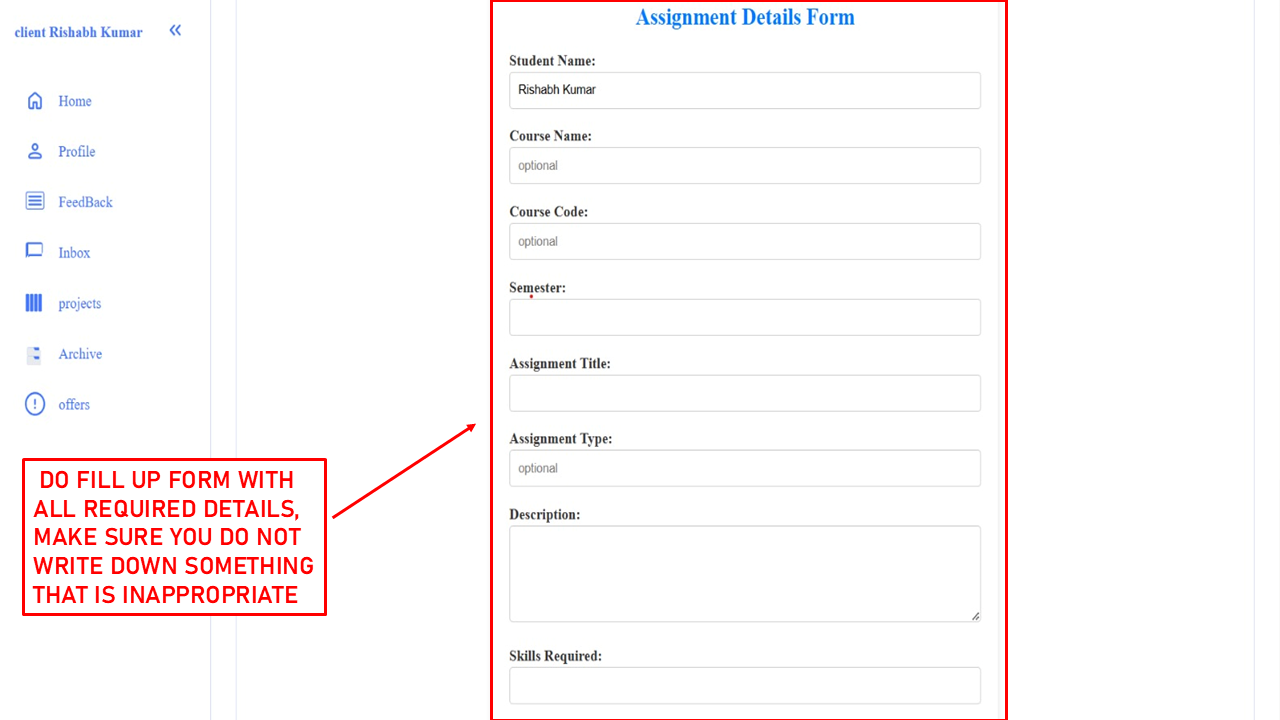 client Rishabh Kumar
Home
Profile
FeedBack
Inbox
projects
Archive
offers
DO FILL UP FORM WITH
ALL REQUIRED DETAILS,
MAKE SURE YOU DO NOT
WRITE DOWN SOMETHING
THAT IS INAPPROPRIATE
Assignment Details Form
Student Name:
Rishabh Kumar
Course Name:
optional
Course Code:
optional
Semester:
Assignment Title:
Assignment Type:
optional
Description:
Skills Required: